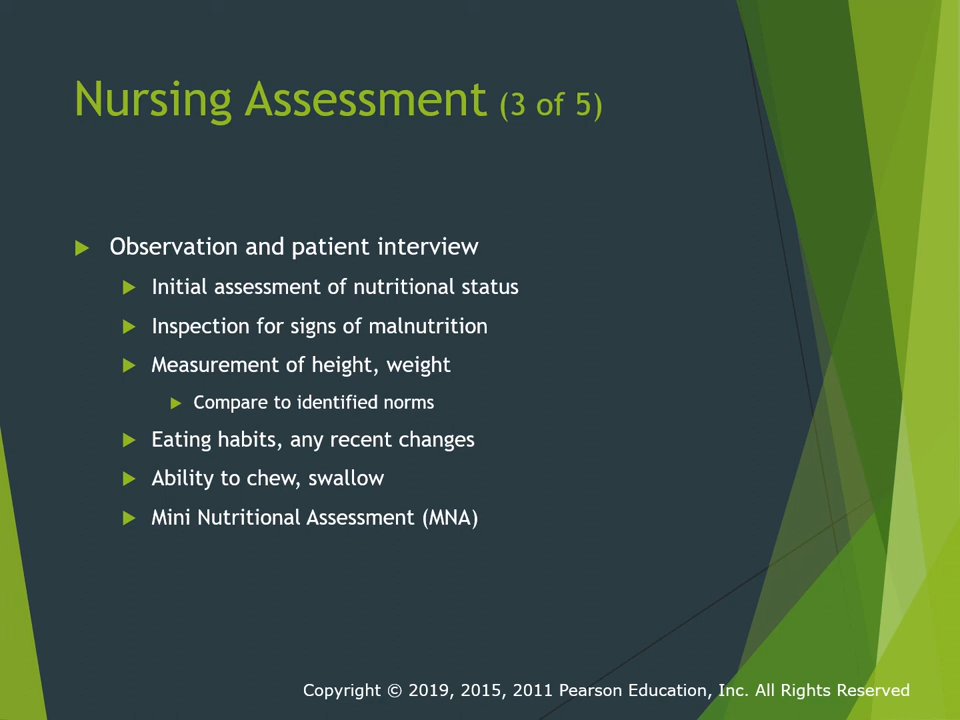 Nursing Assessment (3 of 5)
Observation and patient interview
Initial assessment of nutritional status
Inspection for signs of malnutrition
Measurement of height, weight
Compare to identified norms
Eating habits, any recent changes
Ability to chew, swallow
Mini Nutritional Assessment (MNA)
Copyright © 2019, 2015, 2011 Pearson Education, Inc. All Rights Reserved